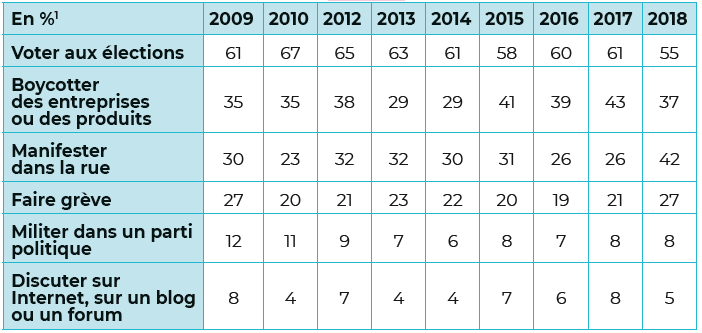 En %¹ 2009 2010 2012 2013 2014 2015 2016 2017 2018
Voter aux élections 61 67 65 63 61 58 60 61 55
Boycotter
des entreprises
ou des produits 35 35 38 29 29 41 39 43 37
Manifester
dans la rue 30 23 32 32 30 31 26 26 42
Faire grève 27 20 21 23 22 20 19 21 27
Militer dans un parti
politique 12 11 9 7 6 8 7 8 8
Discuter sur
Internet, sur un blog
ou un forum 8 4 7 4 4 7 6 8 5